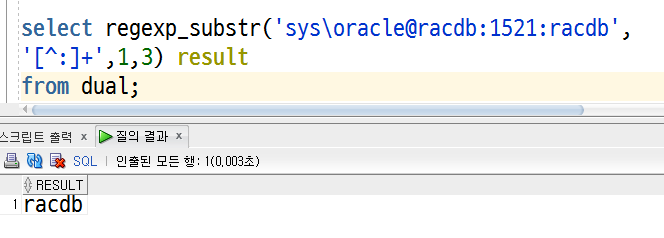 select regexp_substr('sys\oracle@racdb:1521:racdb',
'[^:]+',1,3) result
from dual;
스크립트 출력 × 질의 결과 ×
SQL | 인출된 모든 행: 1(0,003초)
RESULT
1 racdb